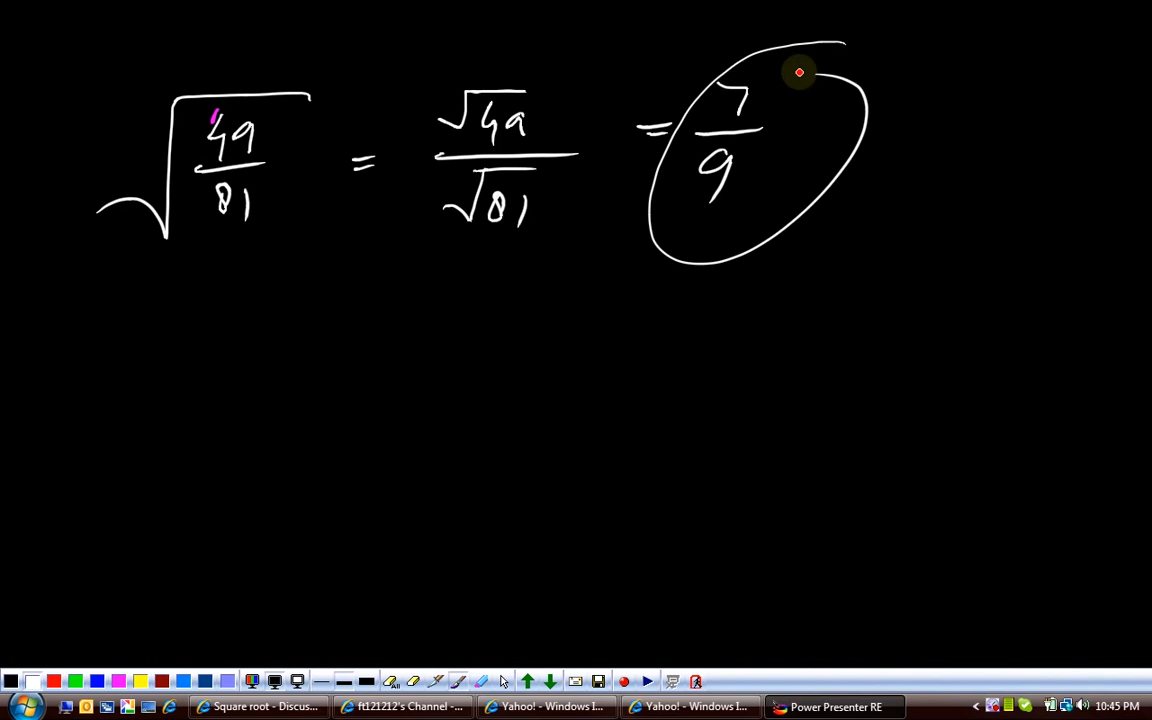 √(49/81) = √49/√81 = 7/9
Square root - Discus...
ft121212's Channel -...
Yahoo! - Windows I...
Yahoo! - Windows I...
Power Presenter RE
10:45 PM